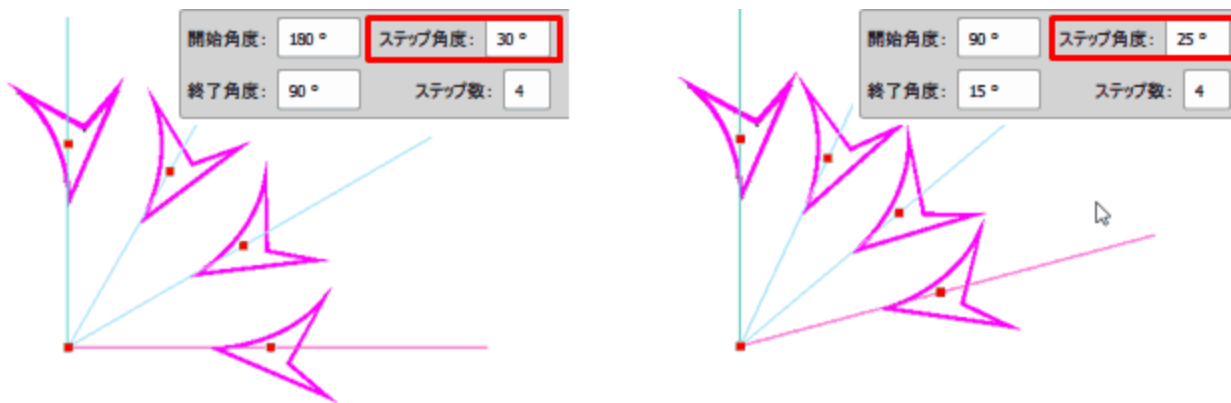 開始角度: 180 ° ステップ角度: 30 °
終了角度: 90 ° ステップ数: 4
開始角度: 90 ° ステップ角度: 25 °
終了角度: 15 ° ステップ数: 4